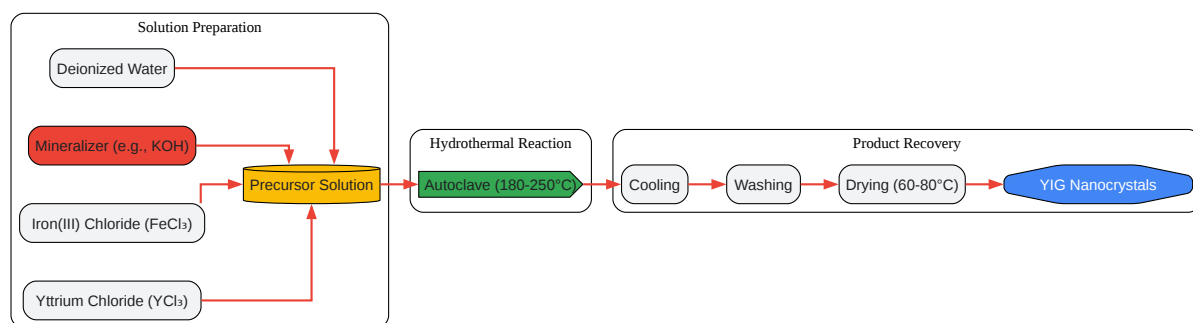 Solution Preparation
Deionized Water
Mineralizer (e.g., KOH)
Precursor Solution
Iron(III) Chloride (FeCl₃)
Yttrium Chloride (YCl₃)
Hydrothermal Reaction
Autoclave (180-250°C)
Product Recovery
Cooling
Washing
Drying (60-80°C)
YIG Nanocrystals